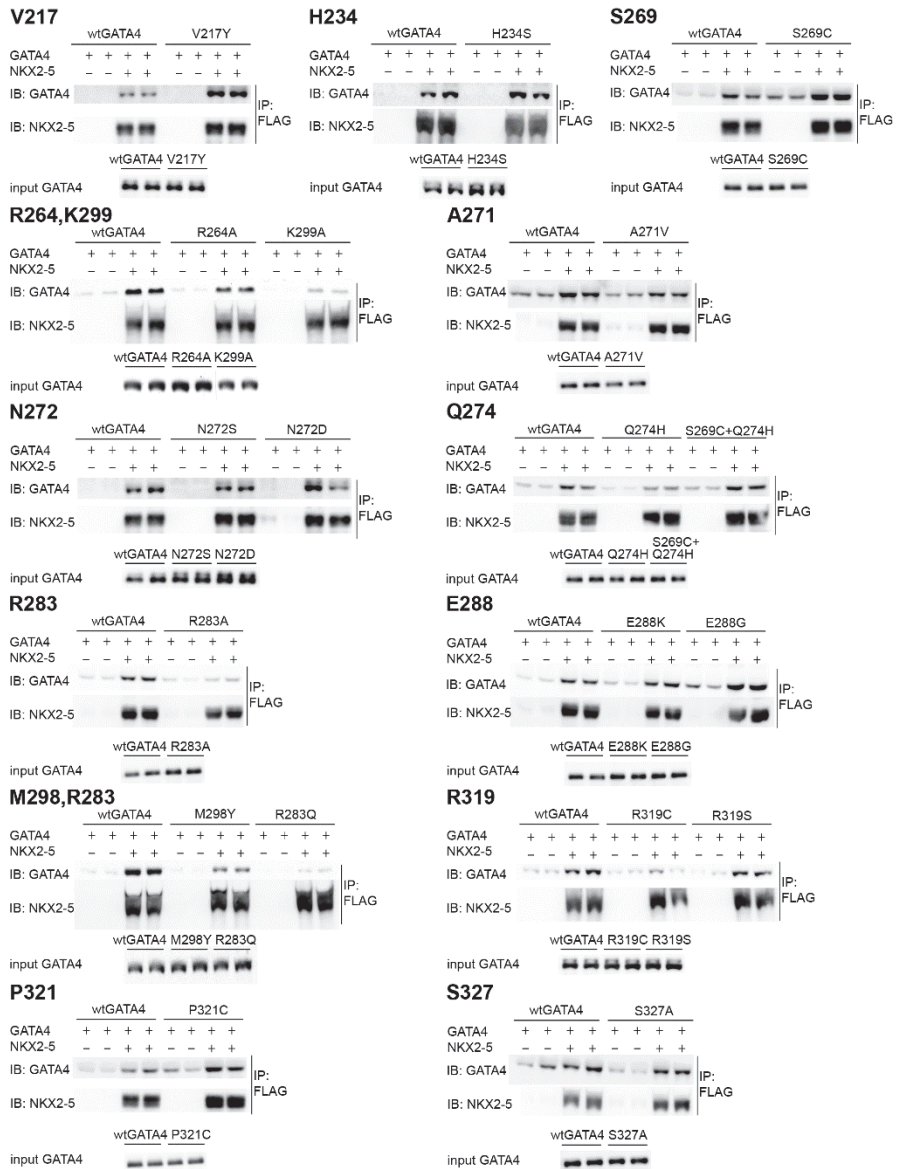 V217
wtGATA4 V217Y
GATA4 + + + + + + + +
NKX2-5 – – + + – – + +
IB: GATA4
IB: NKX2-5
IP:
FLAG
wtGATA4 V217Y
input GATA4
H234
wtGATA4 H234S
GATA4 + + + + + + + +
NKX2-5 – – + + – – + +
IB: GATA4
IB: NKX2-5
IP:
FLAG
wtGATA4 H234S
input GATA4
S269
wtGATA4 S269C
GATA4 + + + + + + + +
NKX2-5 – – + + – – + +
IB: GATA4
IB: NKX2-5
IP:
FLAG
wtGATA4 S269C
input GATA4
R264,K299
wtGATA4 R264A K299A
GATA4 + + + + + + + + + + + +
NKX2-5 – – + + – – + + – – + +
IB: GATA4
IB: NKX2-5
IP:
FLAG
wtGATA4 R264A K299A
input GATA4
A271
wtGATA4 A271V
GATA4 + + + + + + + +
NKX2-5 – – + + – – + +
IB: GATA4
IB: NKX2-5
IP:
FLAG
wtGATA4 A271V
input GATA4
N272
wtGATA4 N272S N272D
GATA4 + + + + + + + + + + + +
NKX2-5 – – + + – – + + – – + +
IB: GATA4
IB: NKX2-5
IP:
FLAG
wtGATA4 N272S N272D
input GATA4
Q274
wtGATA4 Q274H S269C+Q274H
GATA4 + + + + + + + + + + + +
NKX2-5 – – + + – – + + – – + +
IB: GATA4
IB: NKX2-5
IP:
FLAG
S269C+
wtGATA4 Q274H Q274H
input GATA4
R283
wtGATA4 R283A
GATA4 + + + + + + + +
NKX2-5 – – + + – – + +
IB: GATA4
IB: NKX2-5
IP:
FLAG
wtGATA4 R283A
input GATA4
E288
wtGATA4 E288K E288G
GATA4 + + + + + + + + + + + +
NKX2-5 – – + + – – + + – – + +
IB: GATA4
IB: NKX2-5
IP:
FLAG
wtGATA4 E288K E288G
input GATA4
M298,R283
wtGATA4 M298Y R283Q
GATA4 + + + + + + + + + + + +
NKX2-5 – – + + – – + + – – + +
IB: GATA4
IB: NKX2-5
IP:
FLAG
wtGATA4 M298Y R283Q
input GATA4
R319
wtGATA4 R319C R319S
GATA4 + + + + + + + + + + + +
NKX2-5 – – + + – – + + – – + +
IB: GATA4
IB: NKX2-5
IP:
FLAG
wtGATA4 R319C R319S
input GATA4
P321
wtGATA4 P321C
GATA4 + + + + + + + +
NKX2-5 – – + + – – + +
IB: GATA4
IB: NKX2-5
IP:
FLAG
wtGATA4 P321C
input GATA4
S327
wtGATA4 S327A
GATA4 + + + + + + + +
NKX2-5 – – + + – – + +
IB: GATA4
IB: NKX2-5
IP:
FLAG
wtGATA4 S327A
input GATA4